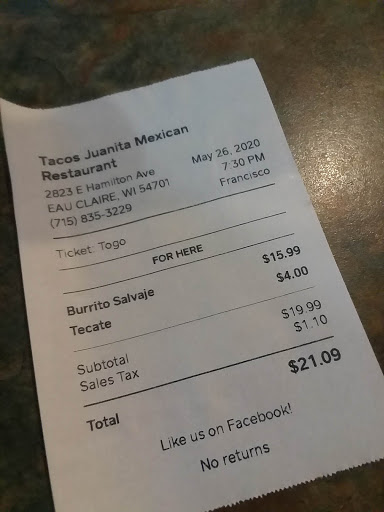 Tacos Juanita Mexican
Restaurant
2823 E Hamilton Ave
EAU CLAIRE, WI 54701
(715) 835-3229
May 26, 2020
7:30 PM
Francisco
Ticket: Togo
FOR HERE
Burrito Salvaje $15.99
Tecate $4.00
Subtotal $19.99
Sales Tax $1.10
Total $21.09
Like us on Facebook!
No returns